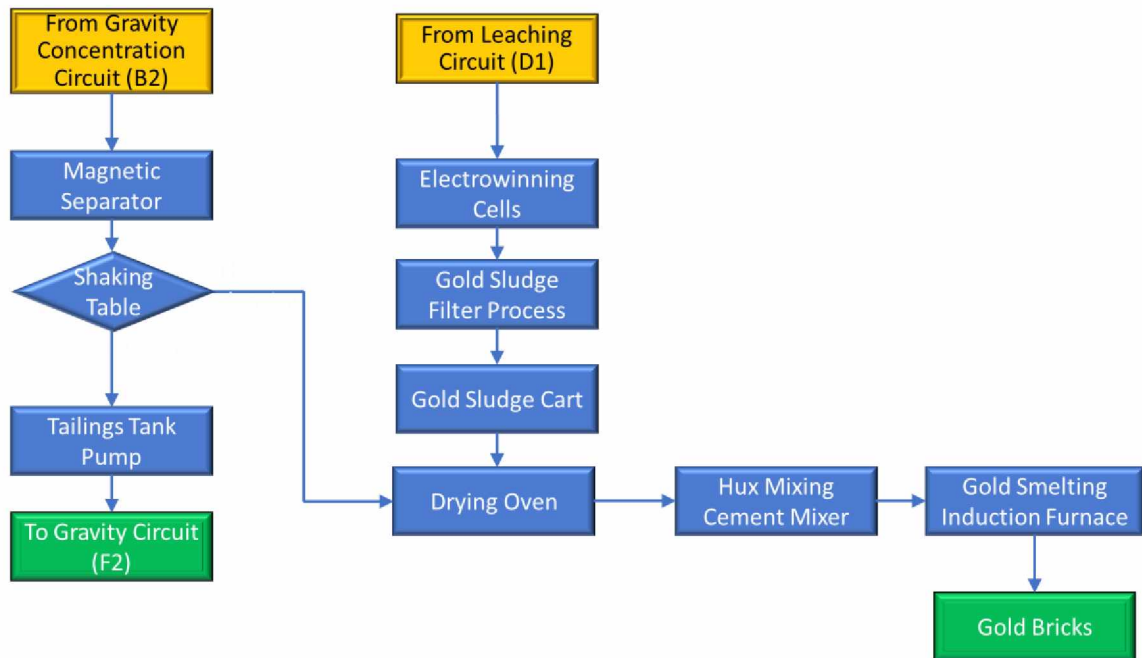 From Gravity
Concentration
Circuit (B2)
From Leaching
Circuit (D1)
Magnetic
Separator
Electrowinning
Cells
Shaking
Table
Gold Sludge
Filter Process
Gold Sludge Cart
Tailings Tank
Pump
Drying Oven
Hux Mixing
Cement Mixer
Gold Smelting
Induction Furnace
To Gravity Circuit
(F2)
Gold Bricks